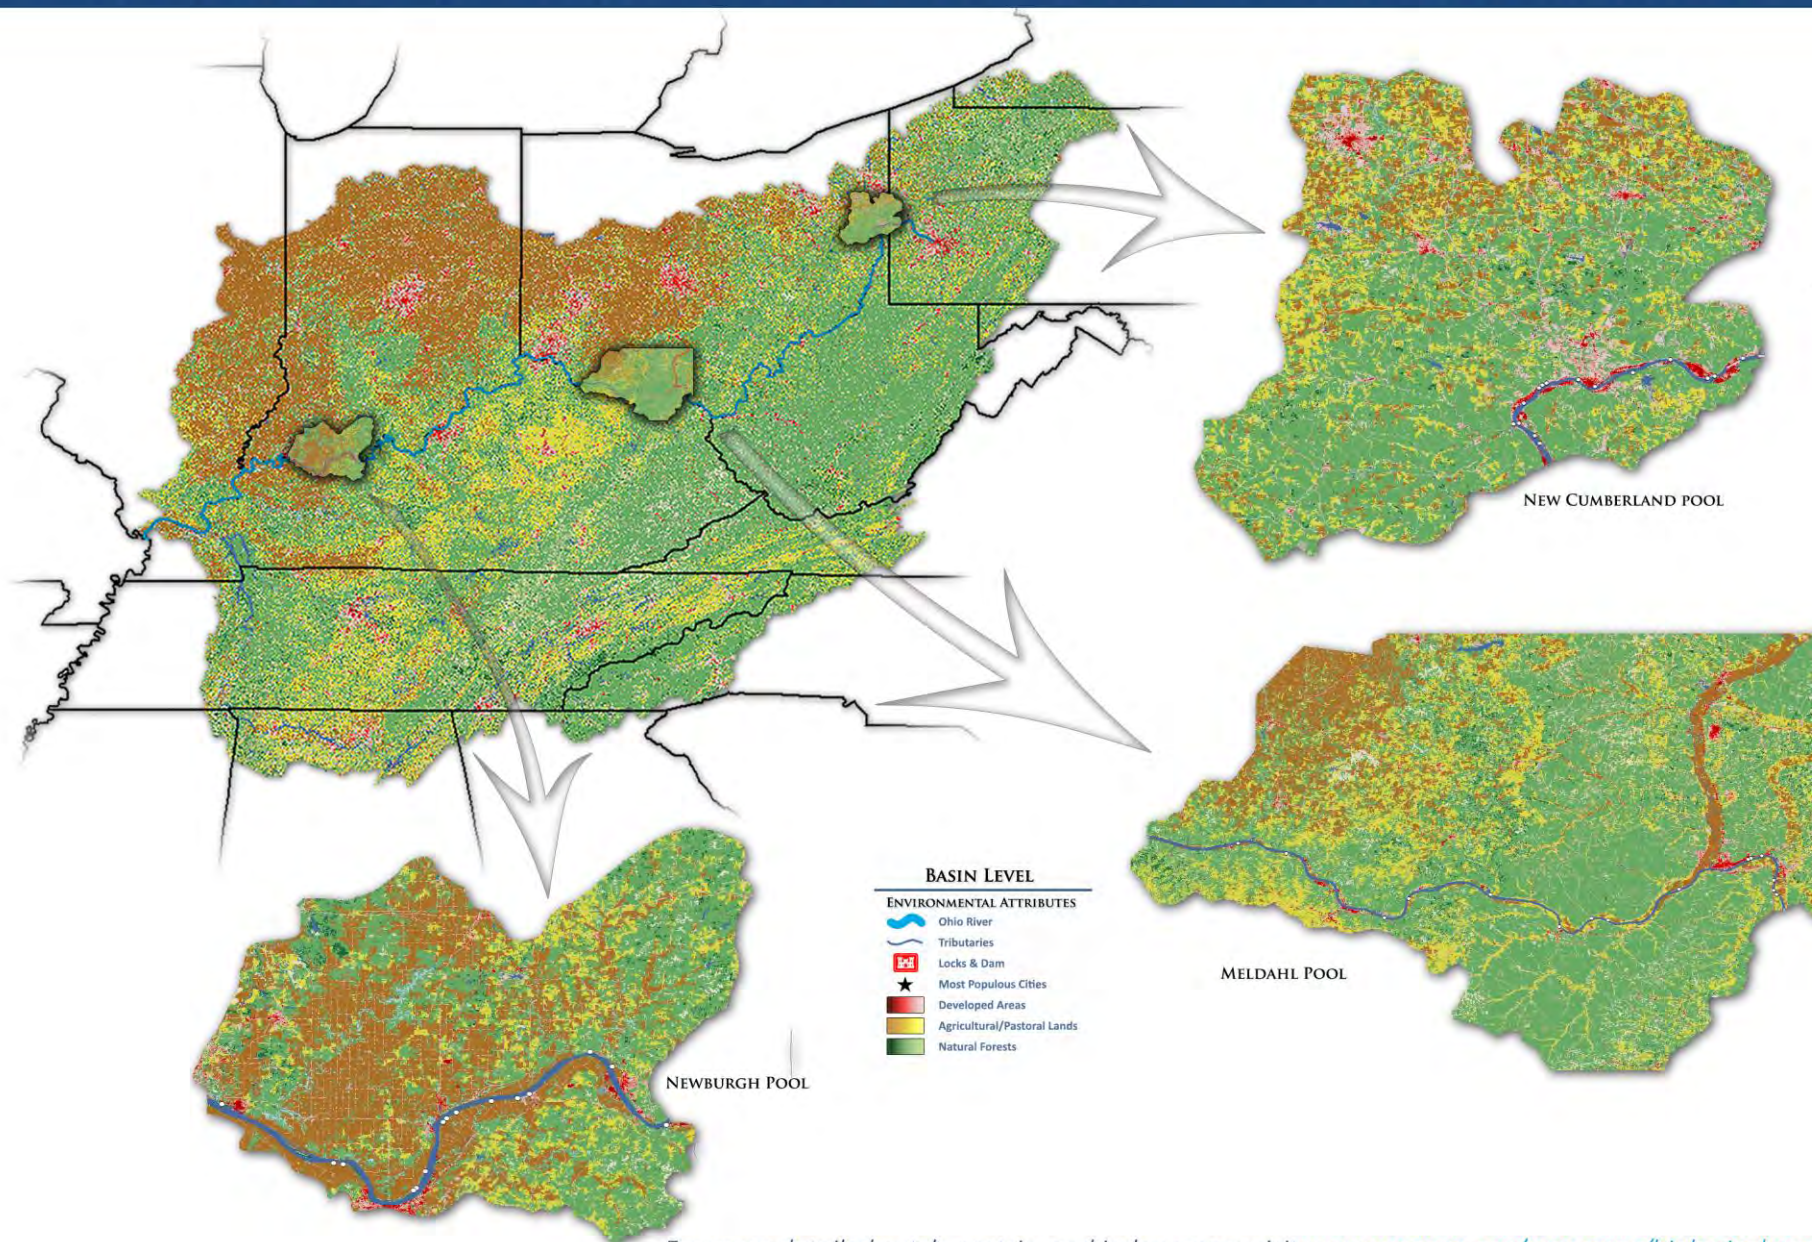 NEW CUMBERLAND POOL
MELDAHL POOL
NEWBURGH POOL
BASIN LEVEL
ENVIRONMENTAL ATTRIBUTES
Ohio River
Tributaries
Locks & Dam
Most Populous Cities
Developed Areas
Agricultural/Pastoral Lands
Natural Forests